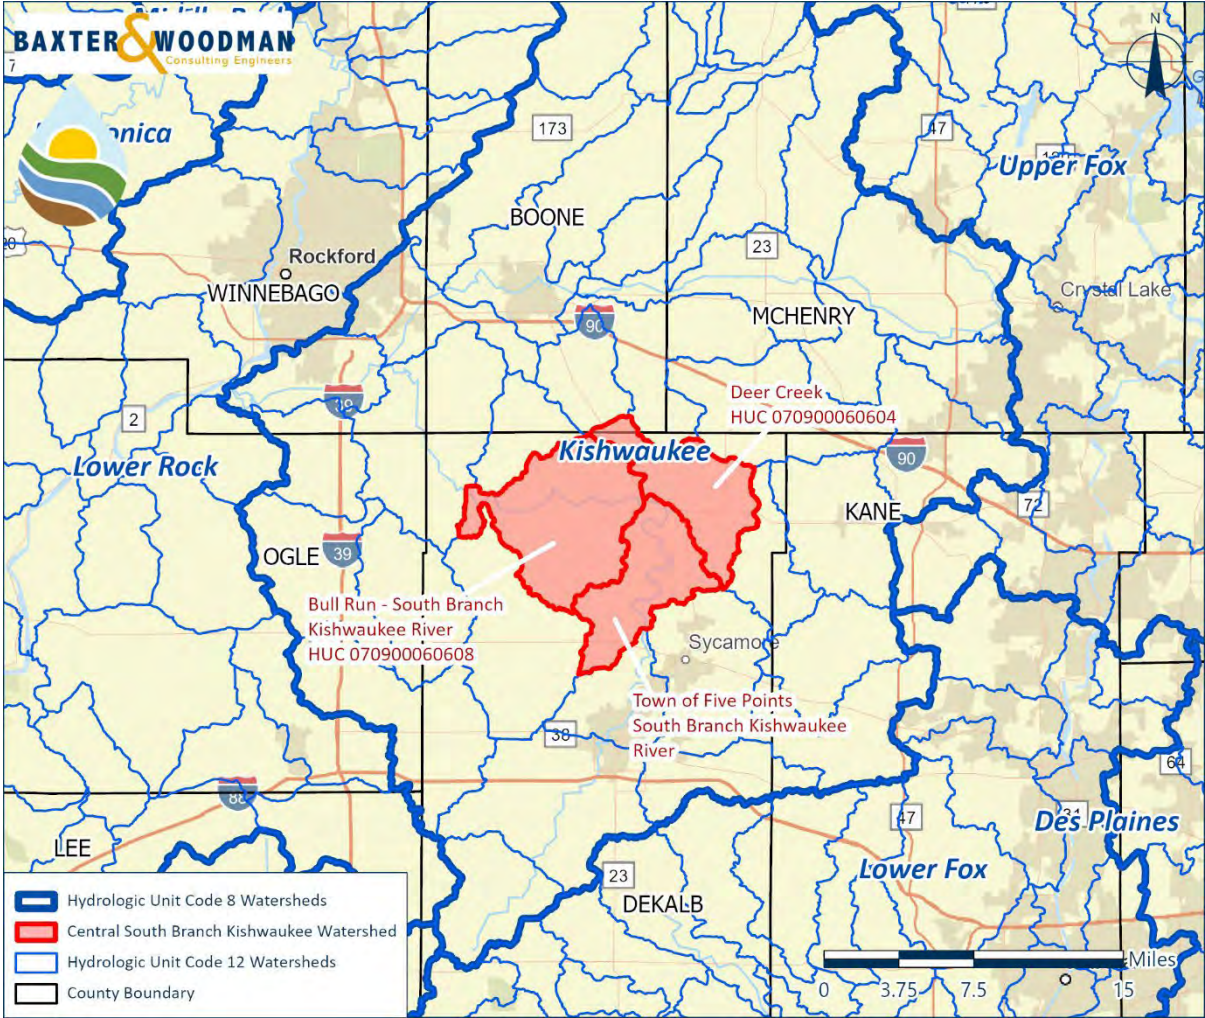 BAXTER & WOODMAN
Consulting Engineers
N
47
173
Upper Fox
BOONE
23
Rockford
WINNEBAGO
Crystal Lake
90
MCHENRY
Deer Creek
HUC 070900060604
39
2
Kishwaukee
Lower Rock
90
72
KANE
OGLE
39
Bull Run - South Branch
Kishwaukee River
HUC 070900060608
Sycamore
Town of Five Points
South Branch Kishwaukee
River
38
64
88
47
Des Plaines
LEE
Lower Fox
23
DEKALB
Hydrologic Unit Code 8 Watersheds
Central South Branch Kishwaukee Watershed
Hydrologic Unit Code 12 Watersheds
County Boundary
Miles
0 3.75 7.5 15